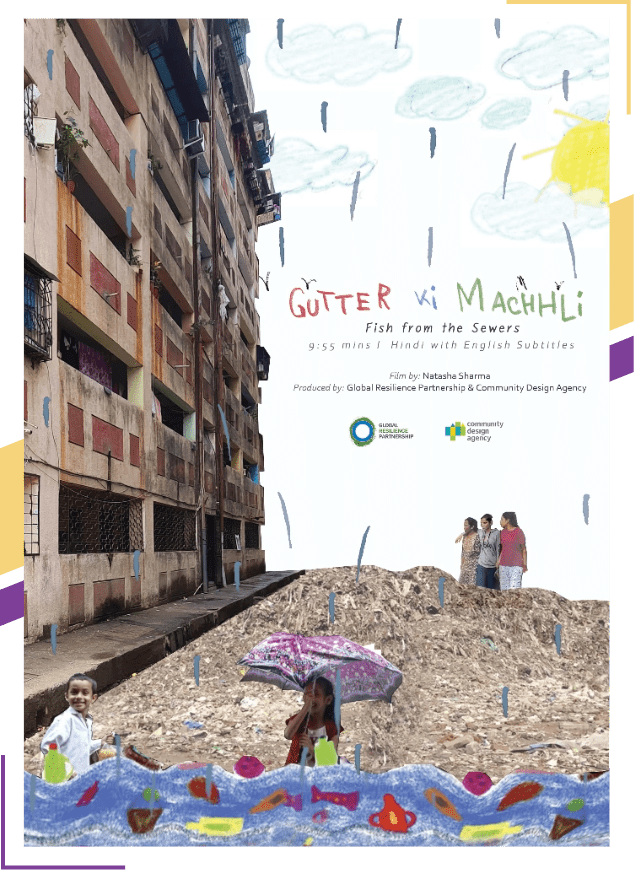 GUTTER Ki MACHHLi
Fish from the Sewers
9:55 mins I Hindi with English Subtitles
Film by: Natasha Sharma
Produced by: Global Resilience Partnership & Community Design Agency
GLOBAL
RESILIENCE
PARTNERSHIP
community
design
agency